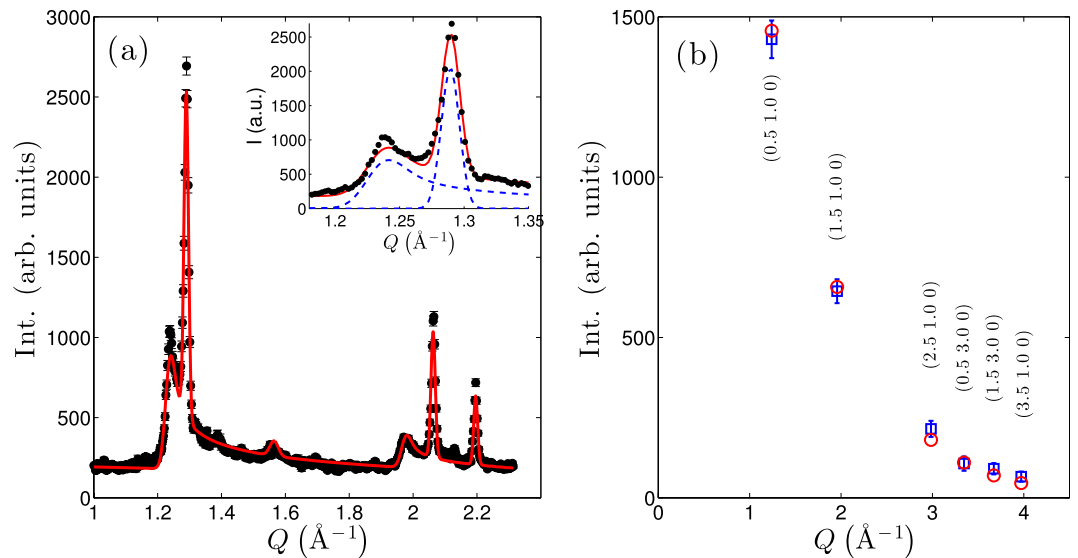 (a)
Int. (arb. units)
3000
2500
2000
1500
1000
500
0
1
1.2
1.4
1.6
1.8
2
2.2
Q (Å⁻¹)
I (a.u.)
2500
2000
1500
1000
500
0
1.2
1.25
1.3
1.35
Q (Å⁻¹)
(b)
Int. (arb. units)
1500
1000
500
0
0
1
2
3
4
Q (Å⁻¹)
(0.5 1.0 0)
(1.5 1.0 0)
(2.5 1.0 0)
(0.5 3.0 0)
(1.5 3.0 0)
(3.5 1.0 0)